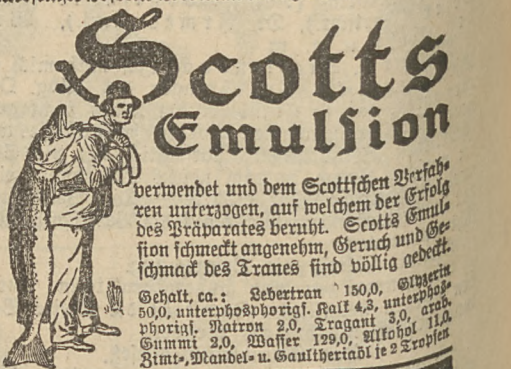 Scotts
Emulsion
verwendet und dem Scottschen Verfah-
ren unterzogen, auf welchem der Erfolg
des Präparates beruht. Scotts Emul-
sion schmeckt angenehm, Geruch und Ge-
schmack des Tranes sind völlig gedeckt.
Gehalt, ca.: Lebertran 150,0, Glyzerin
50,0, unterphosphorigs. Kalk 4,3, unterphos-
phorigs. Natron 2,0, Tragant 3,0, arab.
Gummi 2,0, Wasser 129,0, Alkohol 11,0.
Zimt-, Mandel- u. Gaultheriaöl je 2 Tropfen